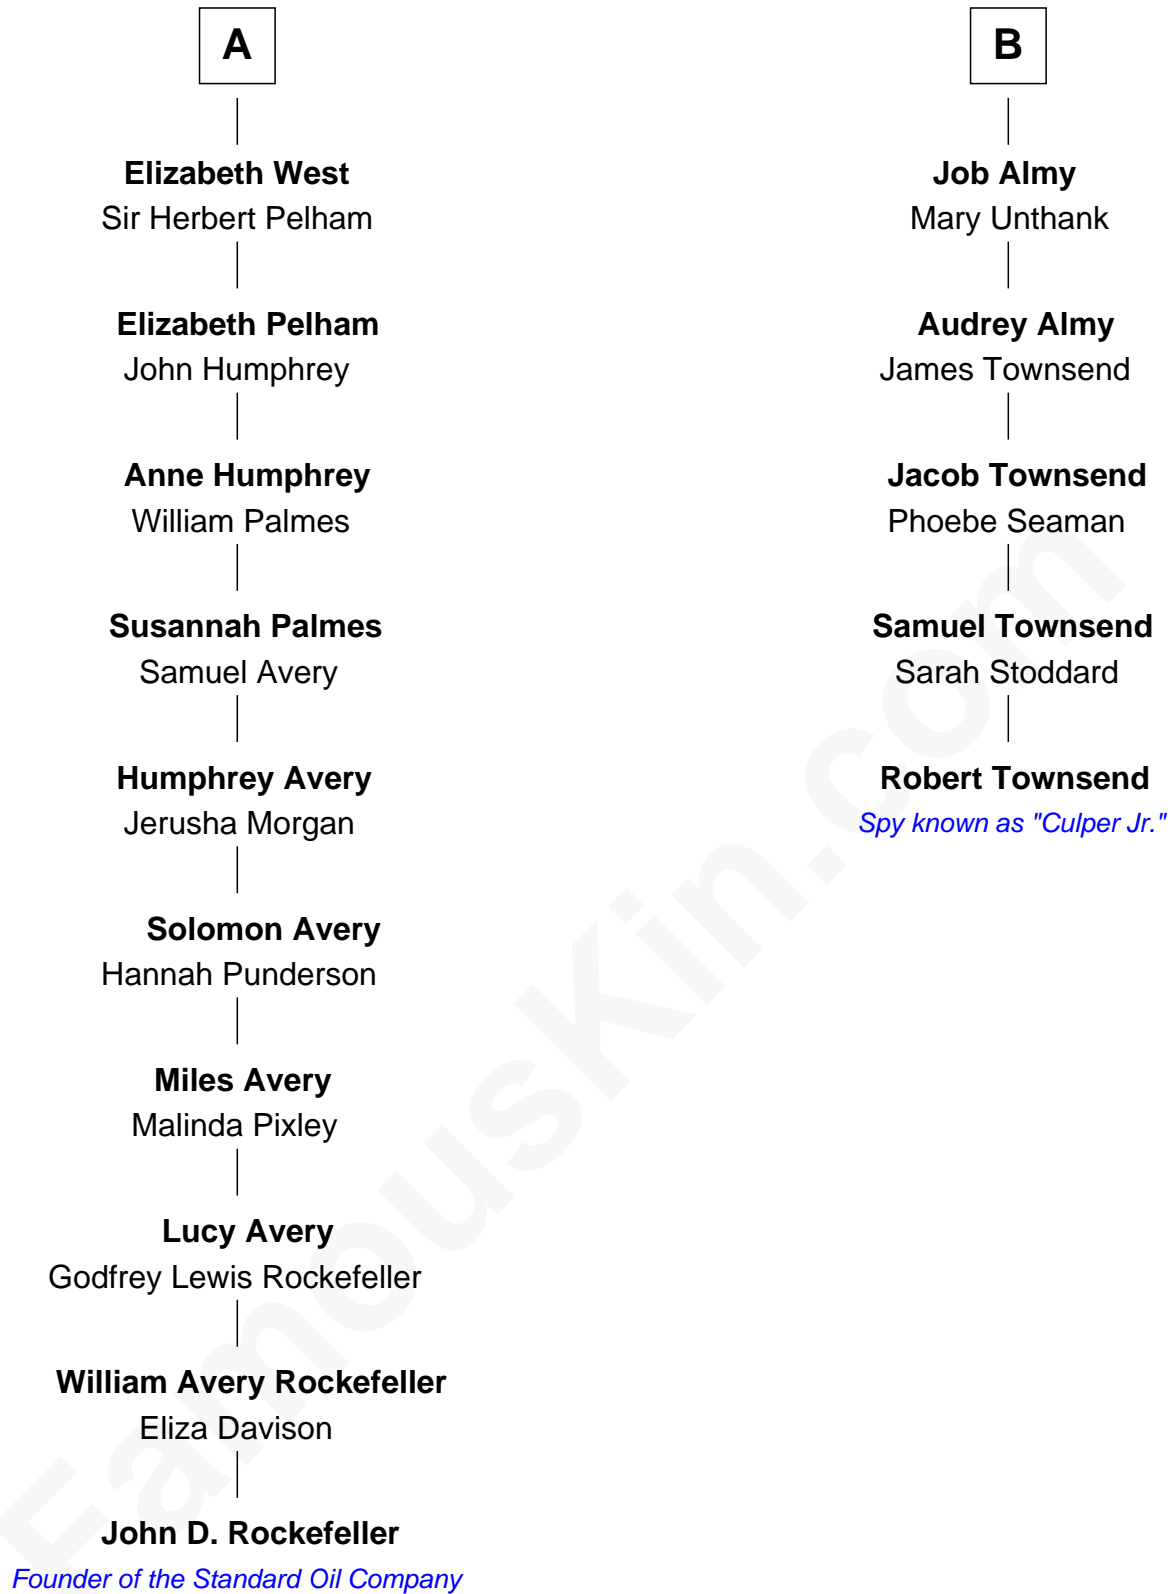 A
Elizabeth West
Sir Herbert Pelham
Elizabeth Pelham
John Humphrey
Anne Humphrey
William Palmes
Susannah Palmes
Samuel Avery
Humphrey Avery
Jerusha Morgan
Solomon Avery
Hannah Punderson
Miles Avery
Malinda Pixley
Lucy Avery
Godfrey Lewis Rockefeller
William Avery Rockefeller
Eliza Davison
John D. Rockefeller
Founder of the Standard Oil Company
B
Job Almy
Mary Unthank
Audrey Almy
James Townsend
Jacob Townsend
Phoebe Seaman
Samuel Townsend
Sarah Stoddard
Robert Townsend
Spy known as "Culper Jr."
FamousKin.com